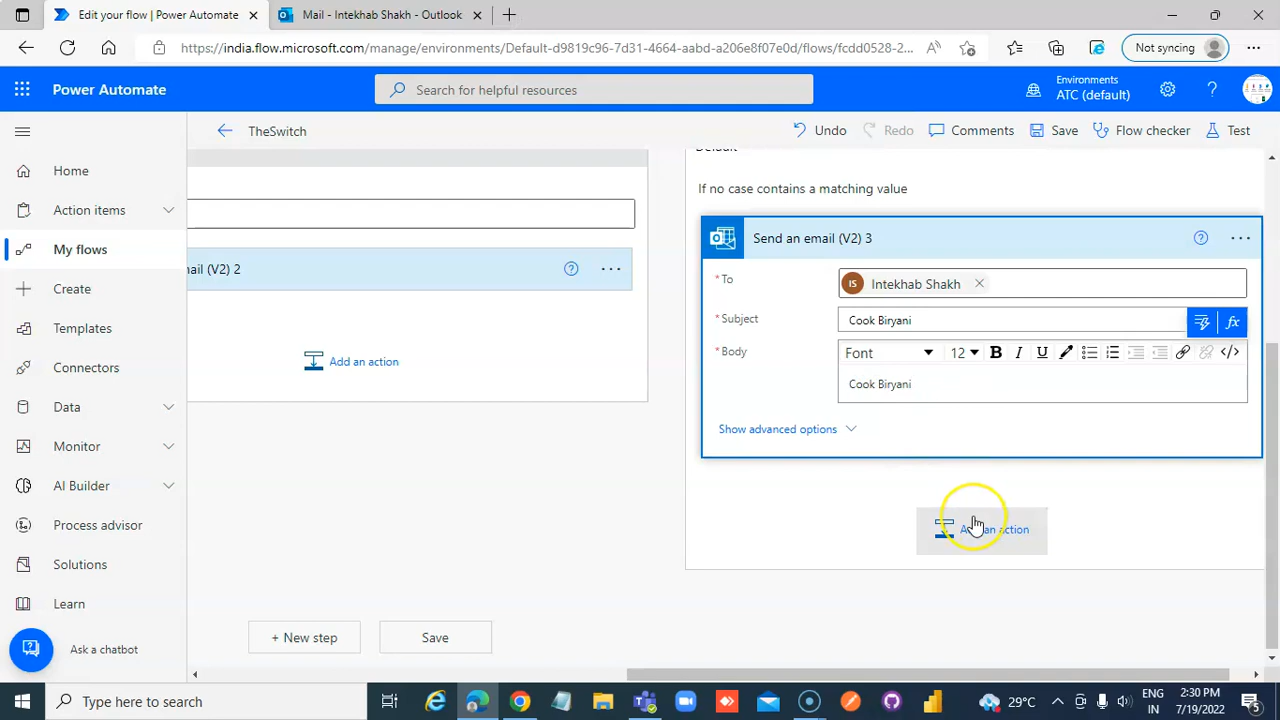 Edit your flow | Power Automate
Mail - Intekhab Shakh - Outlook
https://india.flow.microsoft.com/manage/environments/Default-d9819c96-7d31-4664-aabd-a206e8f07e0d/flows/fcdd0528-2...
Not syncing
Power Automate
Search for helpful resources
Environments
ATC (default)
TheSwitch
Undo
Redo
Comments
Save
Flow checker
Test
Home
Action items
My flows
Create
Templates
Connectors
Data
Monitor
AI Builder
Process advisor
Solutions
Learn
Ask a chatbot
ail (V2) 2
Add an action
Default
If no case contains a matching value
Send an email (V2) 3
* To
IS Intekhab Shakh
* Subject
Cook Biryani
fx
* Body
Font
12
B I U
</>
Cook Biryani
Show advanced options
an action
+ New step
Save
Type here to search
29°C
ENG
IN
2:30 PM
7/19/2022
5